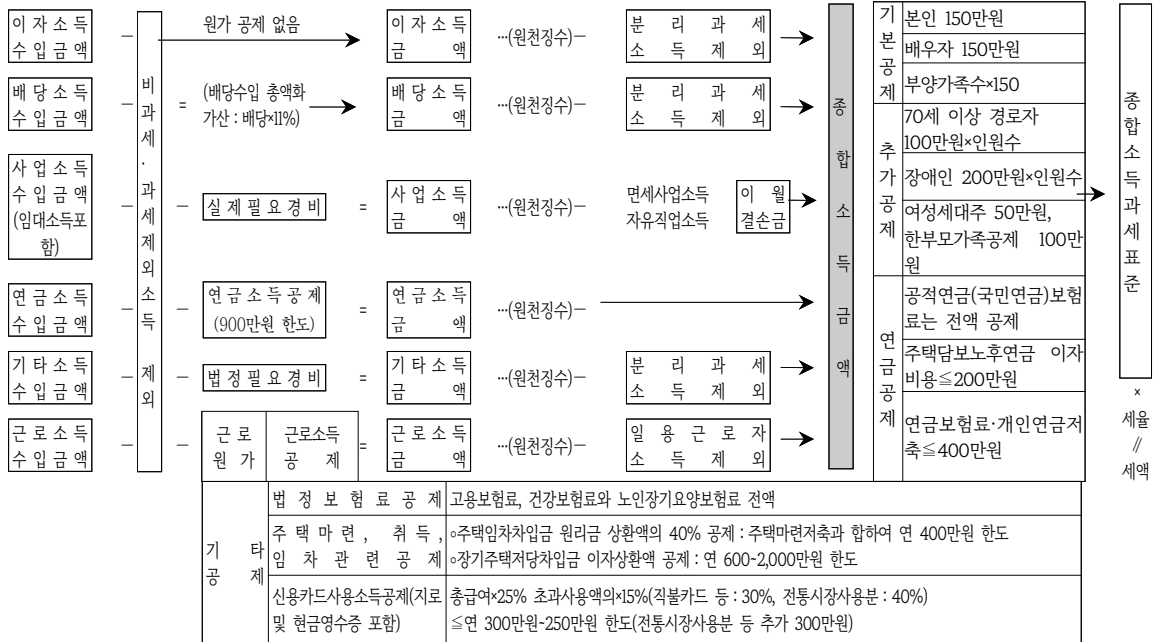 이 자 소 득
수 입 금 액
—
원가 공제 없음
이 자 소 득
금 액
···(원천징수)—
분 리 과 세
소 득 제 외
배 당 소 득
수 입 금 액
—
=
(배당수입 총액화
가산 : 배당×11%)
배 당 소 득
금 액
···(원천징수)—
분 리 과 세
소 득 제 외
사 업 소 득
수 입 금 액
(임대소득포
함)
—
—
실 제 필 요 경 비
=
사 업 소 득
금 액
···(원천징수)—
면세사업소득
자유직업소득
이 월
결손금
연 금 소 득
수 입 금 액
—
—
연 금 소 득 공 제
(900만원 한도)
=
연 금 소 득
금 액
···(원천징수)—
기 타 소 득
수 입 금 액
—
—
법 정 필 요 경 비
=
기 타 소 득
금 액
···(원천징수)—
분 리 과 세
소 득 제 외
근 로 소 득
수 입 금 액
—
—
근 로
원 가
근로소득
공 제
=
근 로 소 득
금 액
···(원천징수)—
일 용 근 로 자
소 득 제 외
비
과
세
·
과
세
제
외
소
득
제
외
종
합
소
득
금
액
기
본
공
제
본인 150만원
배우자 150만원
부양가족수×150
추
가
공
제
70세 이상 경로자
100만원×인원수
장애인 200만원×인원수
여성세대주 50만원,
한부모가족공제 100만
원
연
금
공
제
공적연금(국민연금)보험
료는 전액 공제
주택담보노후연금 이자
비용≦200만원
연금보험료·개인연금저
축≦400만원
종
합
소
득
과
세
표
준
×
세율
//
세액
기 타
공 제
법 정 보 험 료 공 제
고용보험료, 건강보험료와 노인장기요양보험료 전액
주 택 마 련 , 취 득 ,
임 차 관 련 공 제
∘주택임차차입금 원리금 상환액의 40% 공제 : 주택마련저축과 합하여 연 400만원 한도
∘장기주택저당차입금 이자상환액 공제 : 연 600~2,000만원 한도
신용카드사용소득공제(지로
및 현금영수증 포함)
총급여×25% 초과사용액의×15%(직불카드 등 : 30%, 전통시장사용분 : 40%)
≦연 300만원~250만원 한도(전통시장사용분 등 추가 300만원)